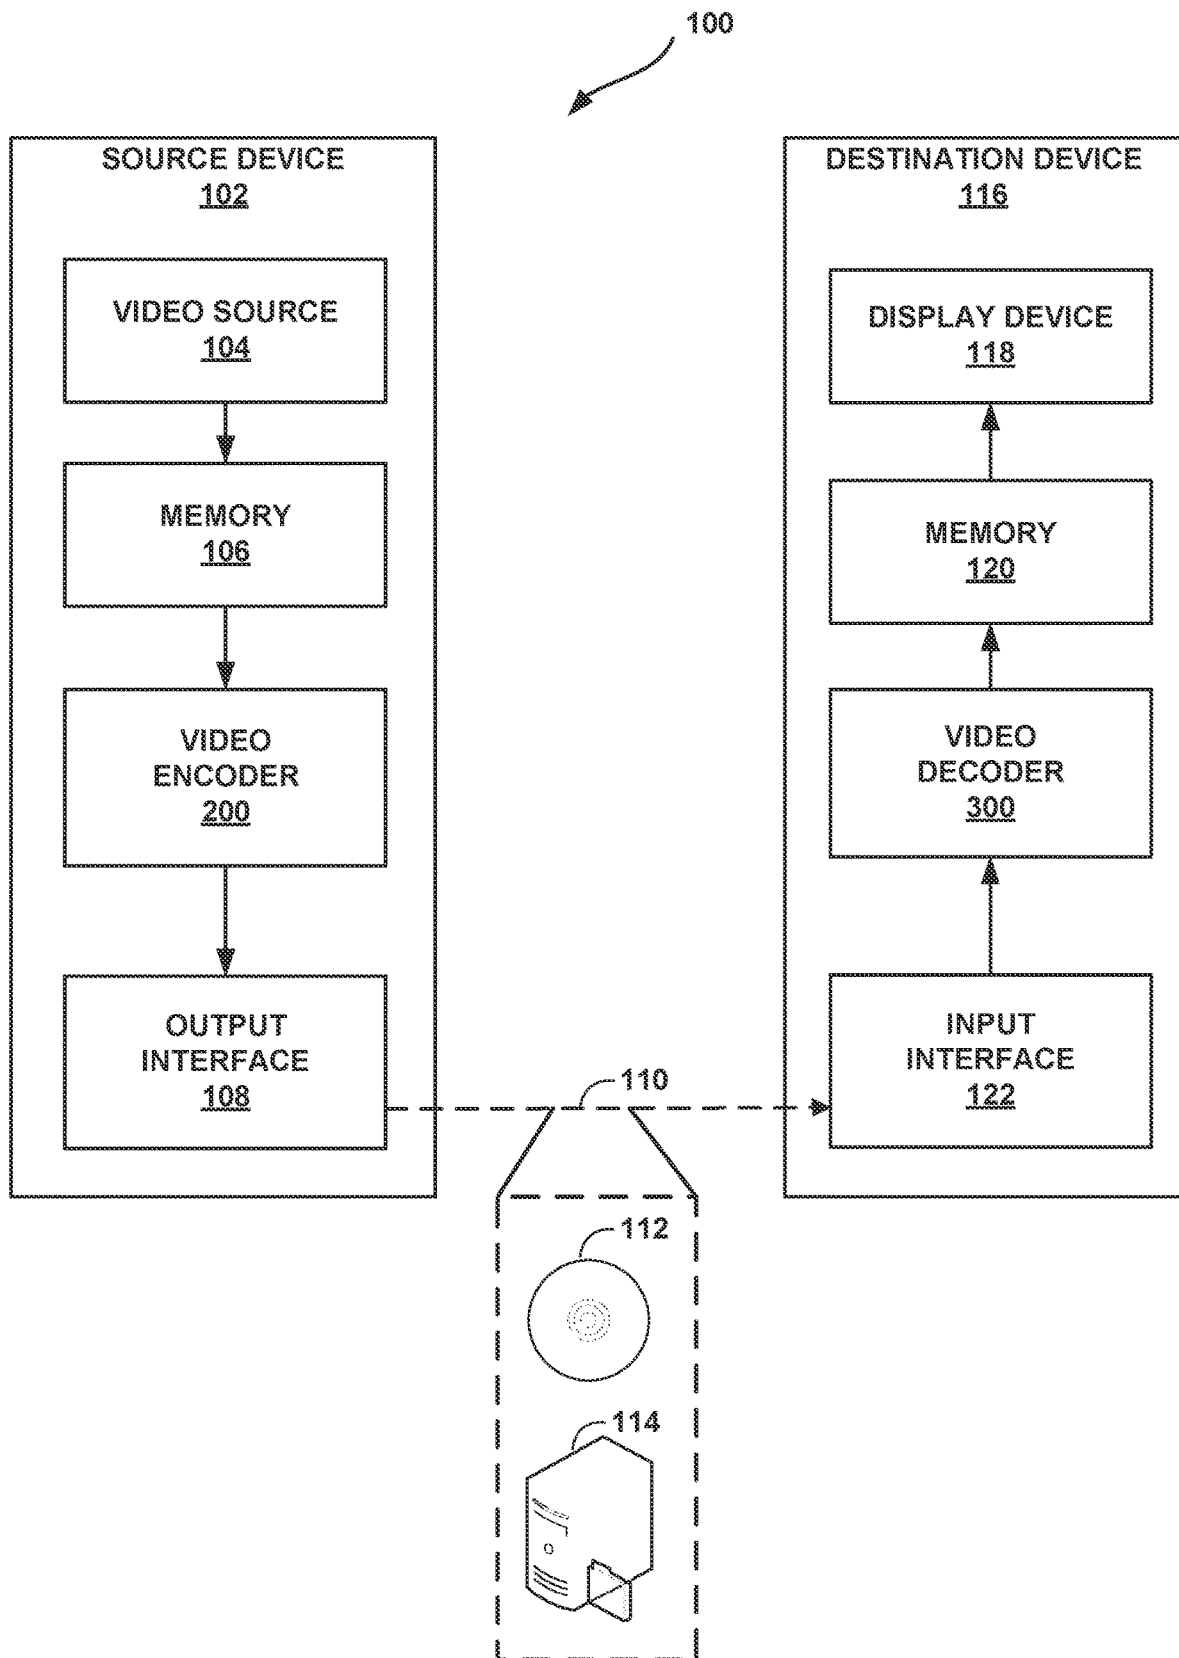 100
SOURCE DEVICE
102
VIDEO SOURCE
104
MEMORY
106
VIDEO
ENCODER
200
OUTPUT
INTERFACE
108
DESTINATION DEVICE
116
DISPLAY DEVICE
118
MEMORY
120
VIDEO
DECODER
300
INPUT
INTERFACE
122
110
112
114